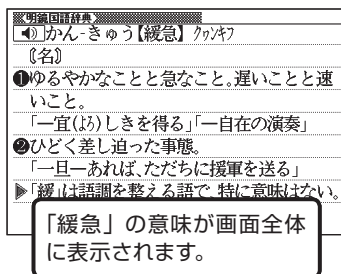 明鏡国語辞典
かん-きゅう【緩急】 クヮンキフ
〘名〙
❶ゆるやかなことと急なこと。遅いことと速
いこと。
「―宜(よろ)しきを得る」「―自在の演奏」
❷ひどく差し迫った事態。
「一旦―あれば、ただちに援軍を送る」
▶「緩」は語調を整える語で、特に意味はない。
「緩急」の意味が画面全体
に表示されます。